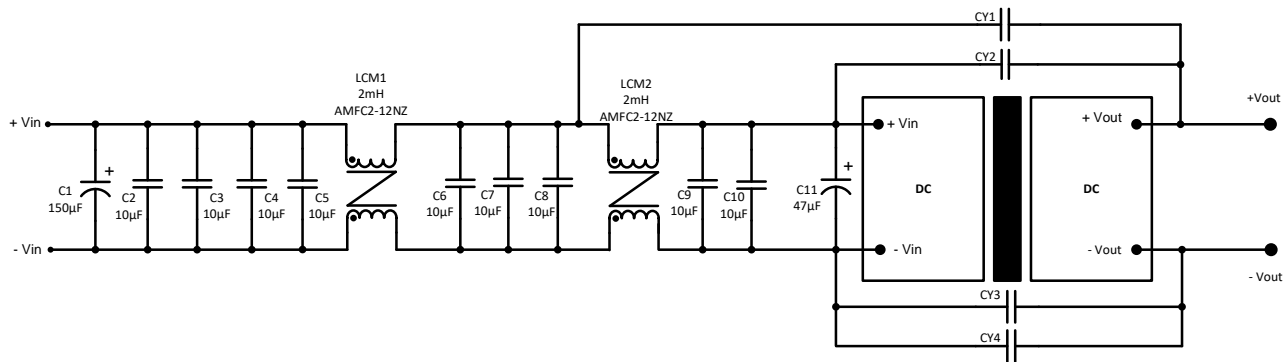 CY1
CY2
LCM1
2mH
AMFC2-12NZ
LCM2
2mH
AMFC2-12NZ
+Vout
+ Vin
+ Vin
+ Vout
+
+
C1
150µF
C2
10µF
C3
10µF
C4
10µF
C5
10µF
C6
10µF
C7
10µF
C8
10µF
C9
10µF
C10
10µF
C11
47µF
DC
DC
- Vin
- Vin
- Vout
- Vout
CY3
CY4